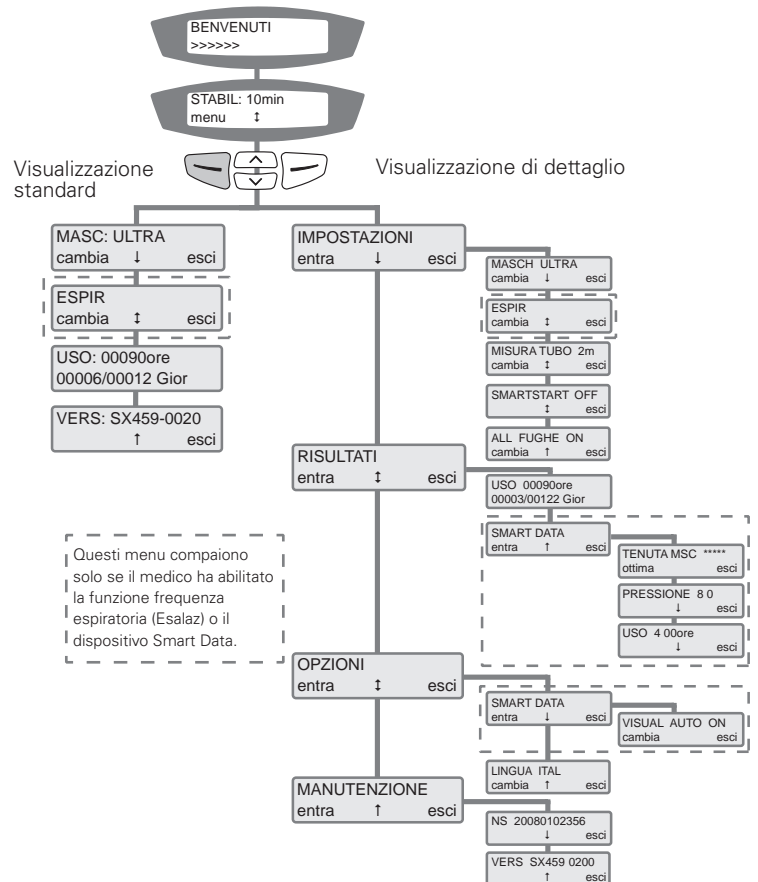 BENVENUTI
>>>>>>
STABIL: 10min
menu ↕
Visualizzazione
standard
Visualizzazione di dettaglio
MASC: ULTRA
cambia ↓ esci
ESPIR
cambia ↕ esci
USO: 00090ore
00006/00012 Gior
VERS: SX459-0020
↑ esci
IMPOSTAZIONI
entra ↓ esci
MASCH ULTRA
cambia ↓ esci
ESPIR
cambia ↕ esci
MISURA TUBO 2m
cambia ↕ esci
SMARTSTART OFF
↕ esci
ALL FUGHE ON
cambia ↑ esci
RISULTATI
entra ↕ esci
USO 00090ore
00003/00122 Gior
SMART DATA
entra ↑ esci
TENUTA MSC *****
ottima esci
PRESSIONE 8 0
↓ esci
USO 4 00ore
↓ esci
Questi menu compaiono
solo se il medico ha abilitato
la funzione frequenza
espiratoria (Esalaz) o il
dispositivo Smart Data.
OPZIONI
entra ↕ esci
SMART DATA
entra ↓ esci
VISUAL AUTO ON
cambia esci
LINGUA ITAL
cambia ↑ esci
MANUTENZIONE
entra ↑ esci
NS 20080102356
↓ esci
VERS SX459 0200
↑ esci